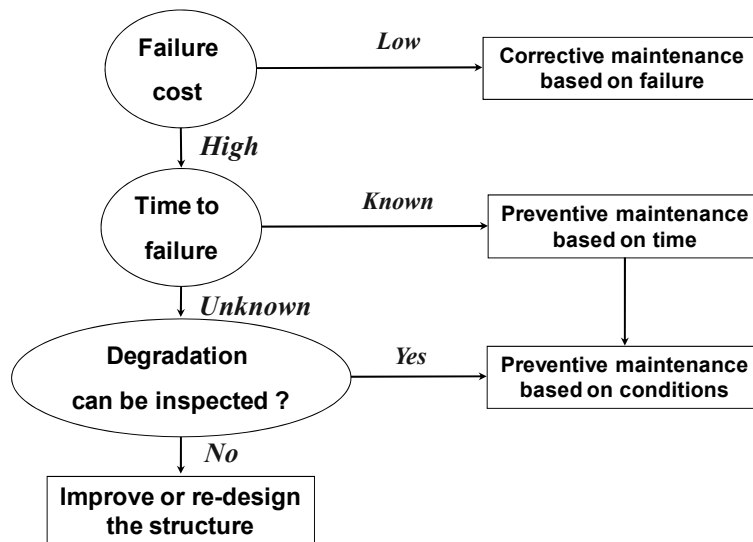 Failure
cost
Low
Corrective maintenance
based on failure
High
Time to
failure
Known
Preventive maintenance
based on time
Unknown
Degradation
can be inspected ?
Yes
Preventive maintenance
based on conditions
No
Improve or re-design
the structure